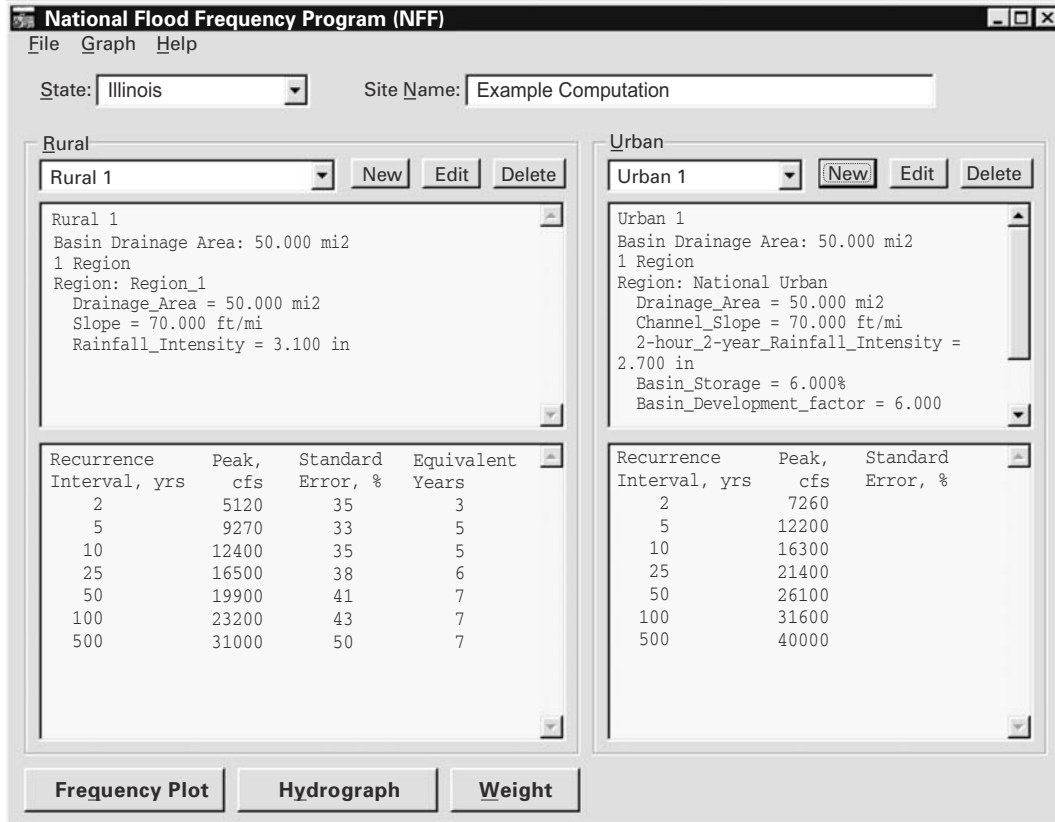 National Flood Frequency Program (NFF)
File Graph Help
State: Illinois Site Name: Example Computation
Rural
Rural 1 New Edit Delete
Rural 1
Basin Drainage Area: 50.000 mi2
1 Region
Region: Region_1
Drainage_Area = 50.000 mi2
Slope = 70.000 ft/mi
Rainfall_Intensity = 3.100 in
Recurrence Peak, Standard Equivalent
Interval, yrs cfs Error, % Years
2 5120 35 3
5 9270 33 5
10 12400 35 5
25 16500 38 6
50 19900 41 7
100 23200 43 7
500 31000 50 7
Urban
Urban 1 New Edit Delete
Urban 1
Basin Drainage Area: 50.000 mi2
1 Region
Region: National Urban
Drainage_Area = 50.000 mi2
Channel_Slope = 70.000 ft/mi
2-hour_2-year_Rainfall_Intensity =
2.700 in
Basin_Storage = 6.000%
Basin_Development_factor = 6.000
Recurrence Peak, Standard
Interval, yrs cfs Error, %
2 7260
5 12200
10 16300
25 21400
50 26100
100 31600
500 40000
Frequency Plot Hydrograph Weight